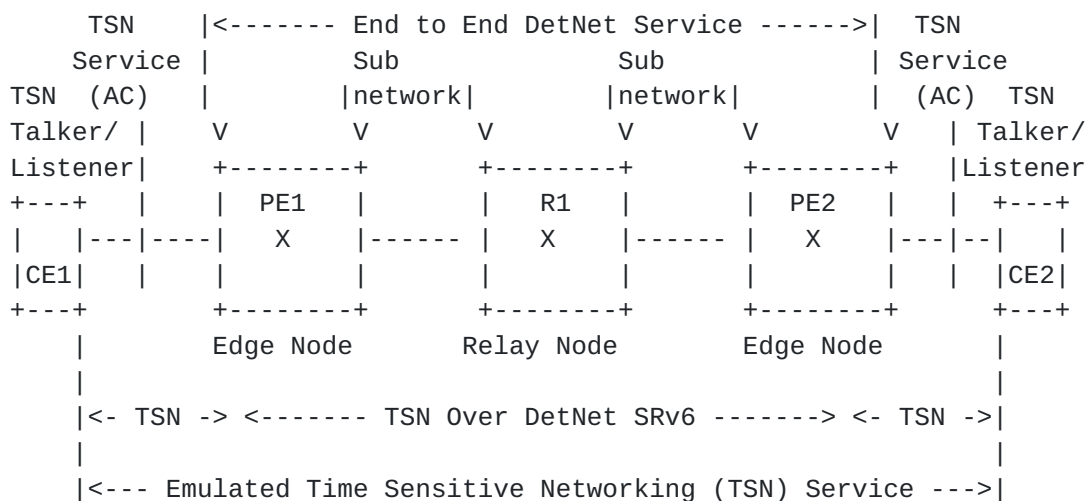 TSN    |<------- End to End DetNet Service ------>|  TSN
    Service |         Sub              Sub             | Service
TSN  (AC)   |        |network|        |network|        |  (AC)  TSN
Talker/ |   V        V       V        V       V        V   | Talker/
Listener|   +--------+       +--------+       +--------+   |Listener
+---+   |   |  PE1   |       |   R1   |       |  PE2   |   |  +---+
|   |---|----|   X    |------ |   X    |------ |   X    |---|--|   |
|CE1|   |   |        |       |        |       |        |   |  |CE2|
+---+       +--------+       +--------+       +--------+      +---+
    |       Edge Node       Relay Node       Edge Node       |
    |                                                    |
    |<- TSN -> <------- TSN Over DetNet SRv6 -------> <- TSN ->|
    |                                                    |
    |<--- Emulated Time Sensitive Networking (TSN) Service --->|